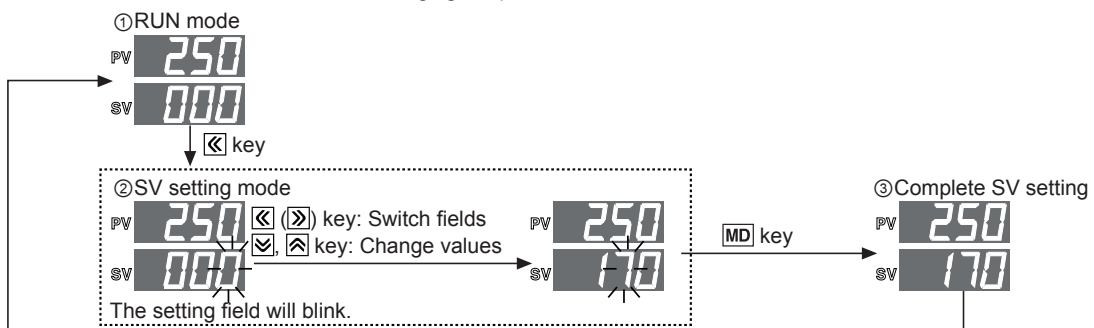 ①RUN mode
PV 250
SV 000
« key
②SV setting mode
PV 250
SV 000
« (») key: Switch fields
︾, ︽ key: Change values
PV 250
SV 170
The setting field will blink.
MD key
③Complete SV setting
PV 250
SV 170